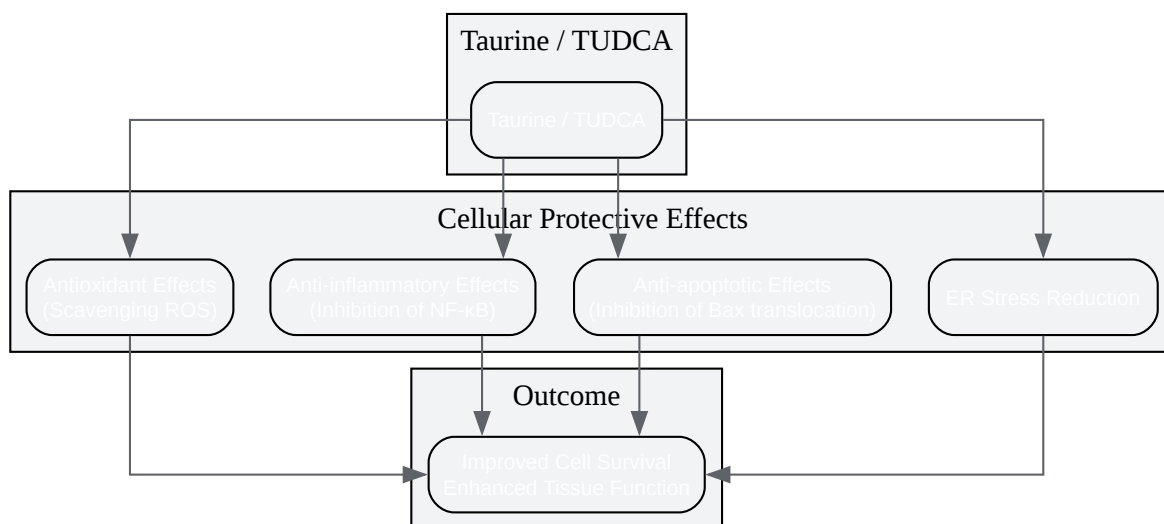 Taurine / TUDCA
Taurine / TUDCA
Cellular Protective Effects
Antioxidant Effects
(Scavenging ROS)
Anti-inflammatory Effects
(Inhibition of NF-κB)
Anti-apoptotic Effects
(Inhibition of Bax translocation)
ER Stress Reduction
Outcome
Improved Cell Survival
Enhanced Tissue Function